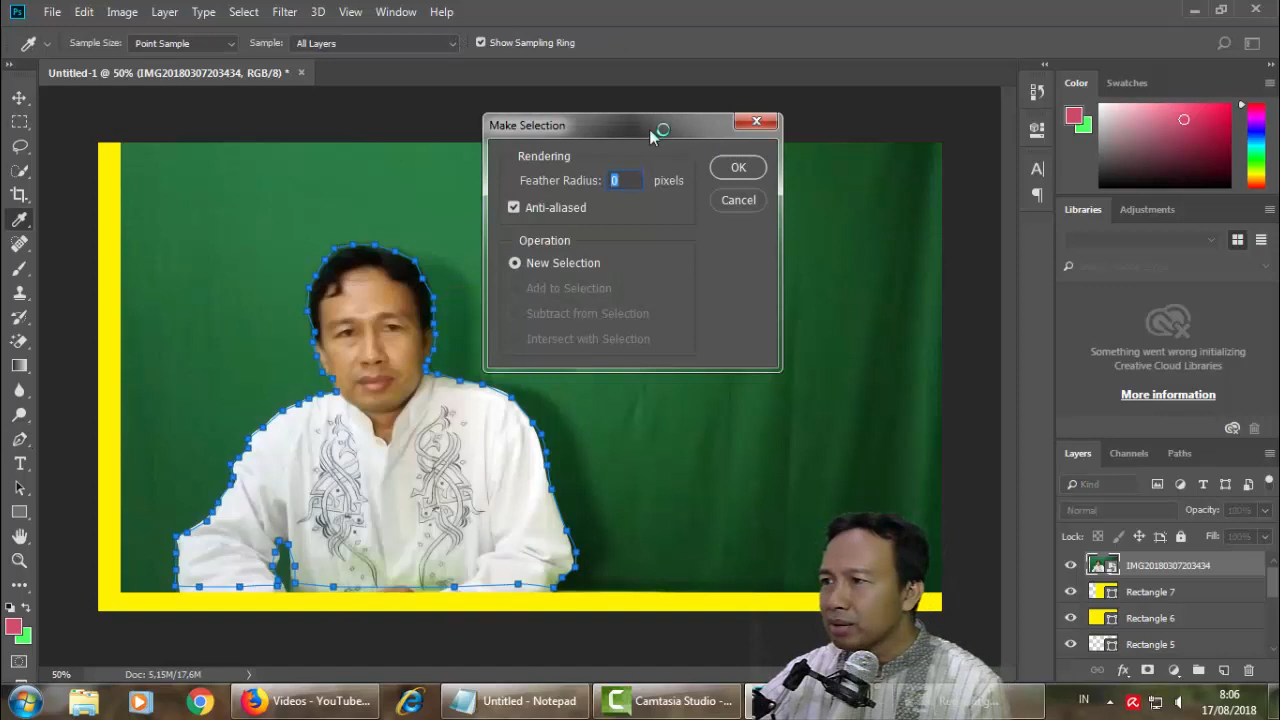 Ps File Edit Image Layer Type Select Filter 3D View Window Help
Sample Size: Point Sample Sample: All Layers Show Sampling Ring
Untitled-1 @ 50% (IMG20180307203434, RGB/8) * ×
Color Swatches
Make Selection
Rendering
Feather Radius: 0 pixels
Anti-aliased
OK
Cancel
Operation
New Selection
Add to Selection
Subtract from Selection
Intersect with Selection
Libraries Adjustments
Something went wrong initializing
Creative Cloud Libraries
More information
Layers Channels Paths
Kind
Normal Opacity: 100%
Lock: Fill: 100%
IMG20180307203434
Rectangle 7
Rectangle 6
Rectangle 5
50% Doc: 5,15M/17,6M
Videos - YouTube...
Untitled - Notepad
Camtasia Studio -...
IN
8:06
17/08/2018